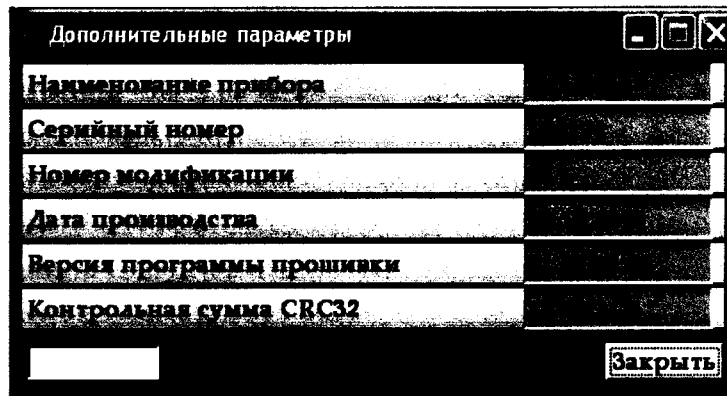 Дополнительные параметры
Наименование прибора
Серийный номер
Номер модификации
Дата производства
Версия программы прошивки
Контрольная сумма CRC32
Закрыть